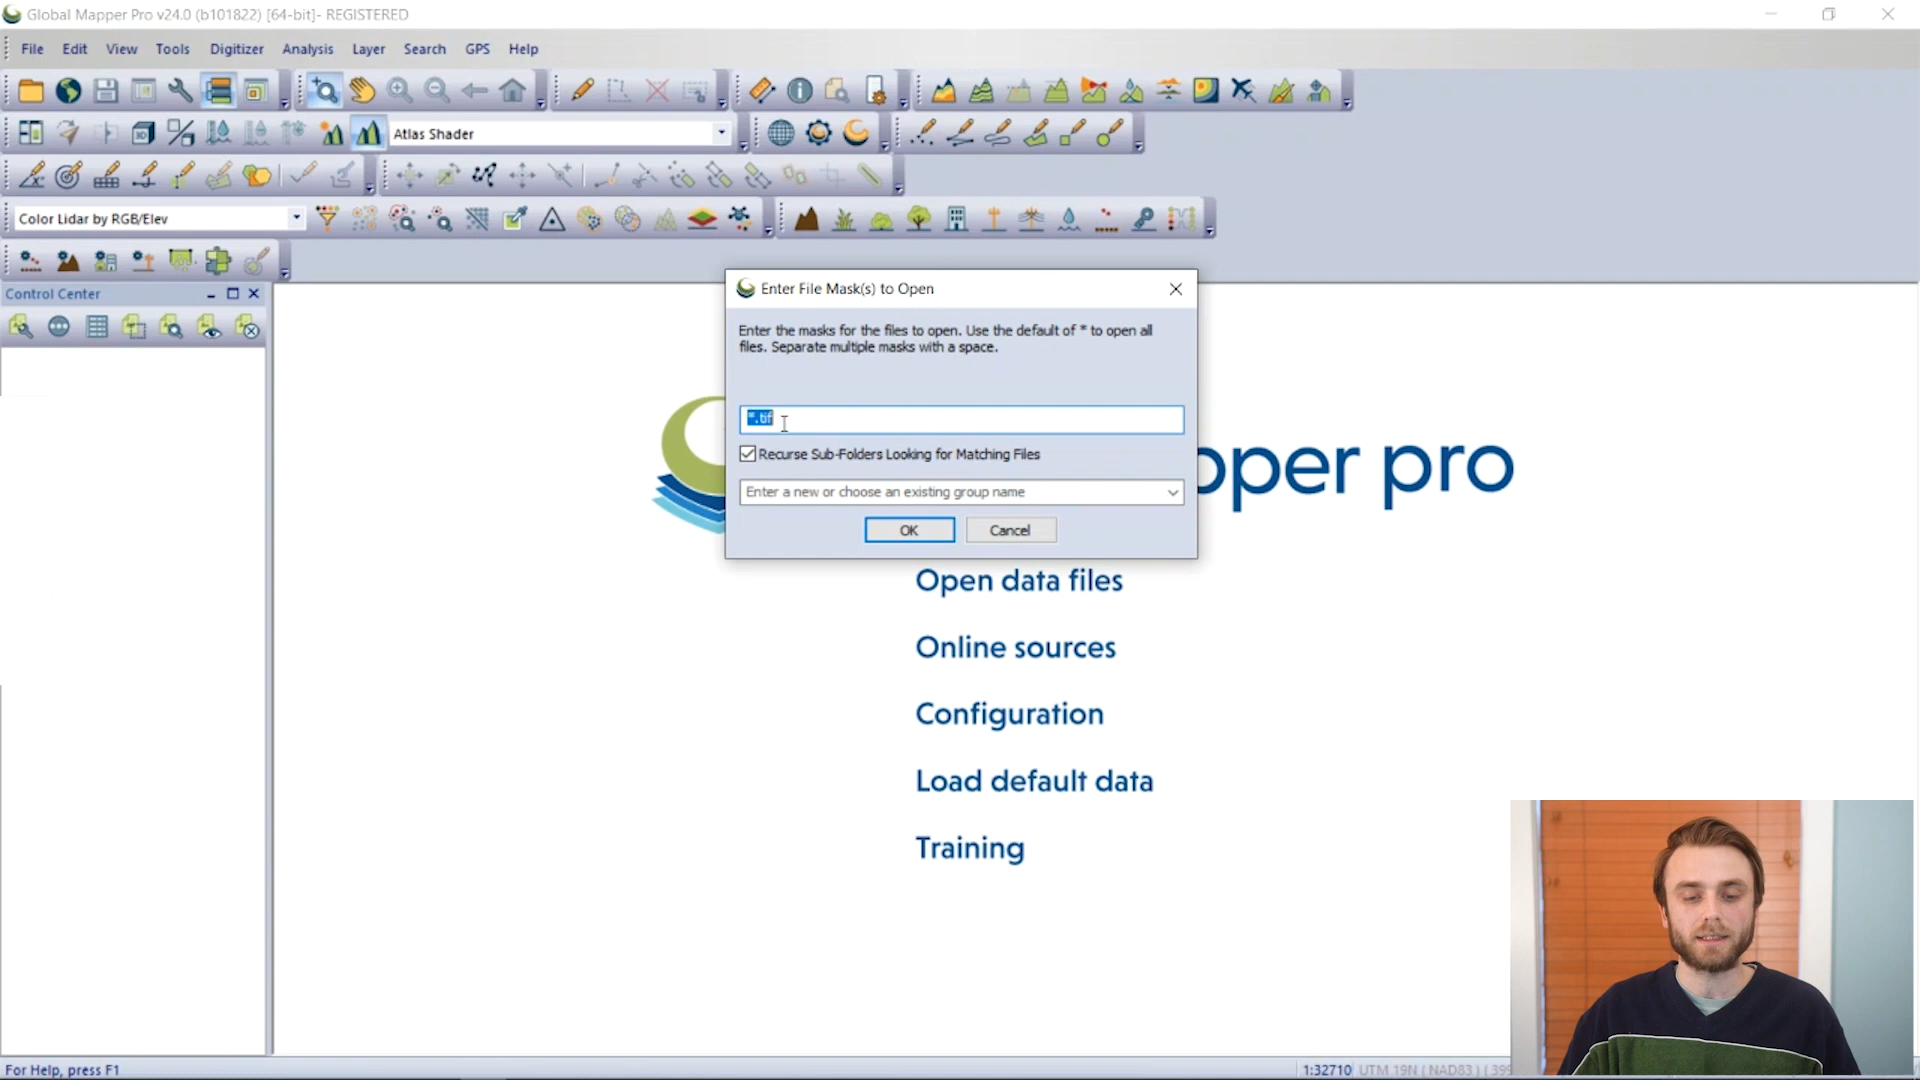 Global Mapper Pro v24.0 (b101822) [64-bit]- REGISTERED
File Edit View Tools Digitizer Analysis Layer Search GPS Help
Atlas Shader
Color Lidar by RGB/Elev
Control Center
Enter File Mask(s) to Open
Enter the masks for the files to open. Use the default of * to open all
files. Separate multiple masks with a space.
*.tif
Recurse Sub-Folders Looking for Matching Files
Enter a new or choose an existing group name
OK Cancel
pper pro
Open data files
Online sources
Configuration
Load default data
Training
For Help, press F1
1:32710 UTM 19N ( NAD83 ) ( 399